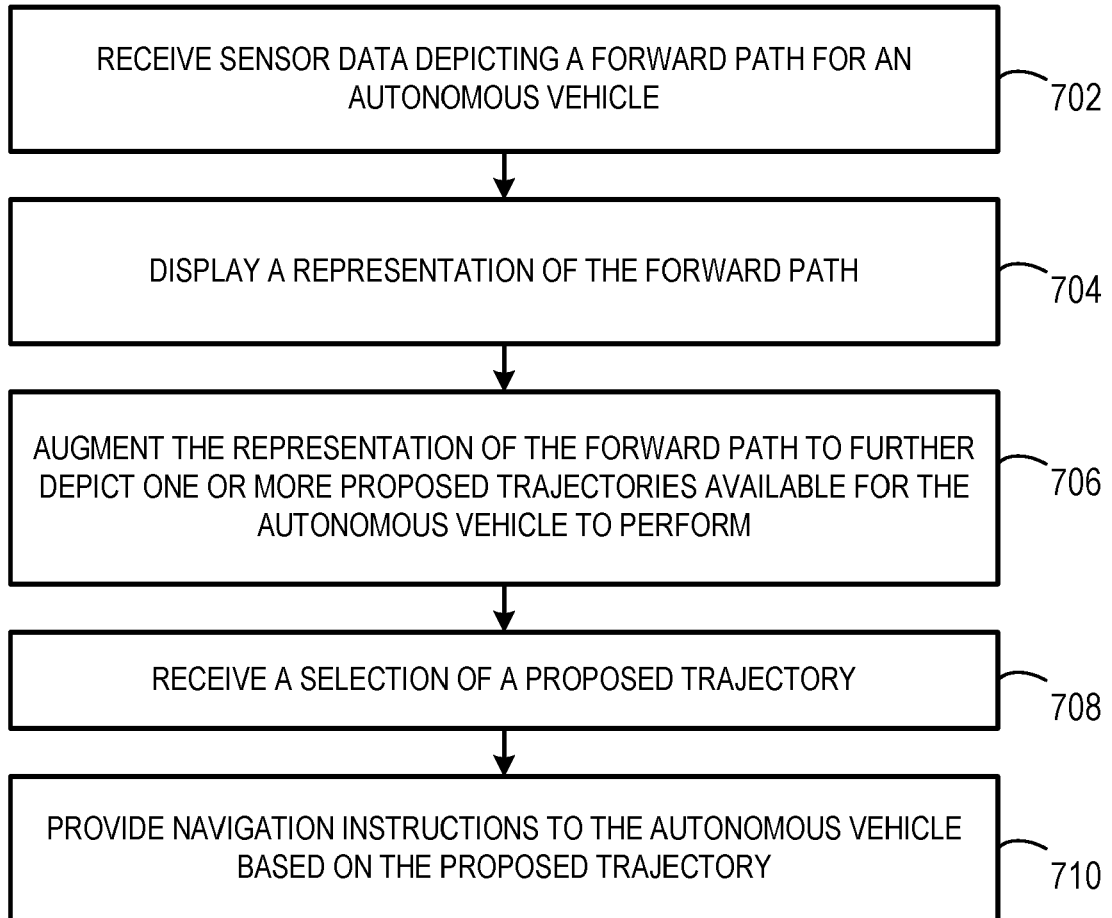 RECEIVE SENSOR DATA DEPICTING A FORWARD PATH FOR AN
AUTONOMOUS VEHICLE
702
DISPLAY A REPRESENTATION OF THE FORWARD PATH
704
AUGMENT THE REPRESENTATION OF THE FORWARD PATH TO FURTHER
DEPICT ONE OR MORE PROPOSED TRAJECTORIES AVAILABLE FOR THE
AUTONOMOUS VEHICLE TO PERFORM
706
RECEIVE A SELECTION OF A PROPOSED TRAJECTORY
708
PROVIDE NAVIGATION INSTRUCTIONS TO THE AUTONOMOUS VEHICLE
BASED ON THE PROPOSED TRAJECTORY
710